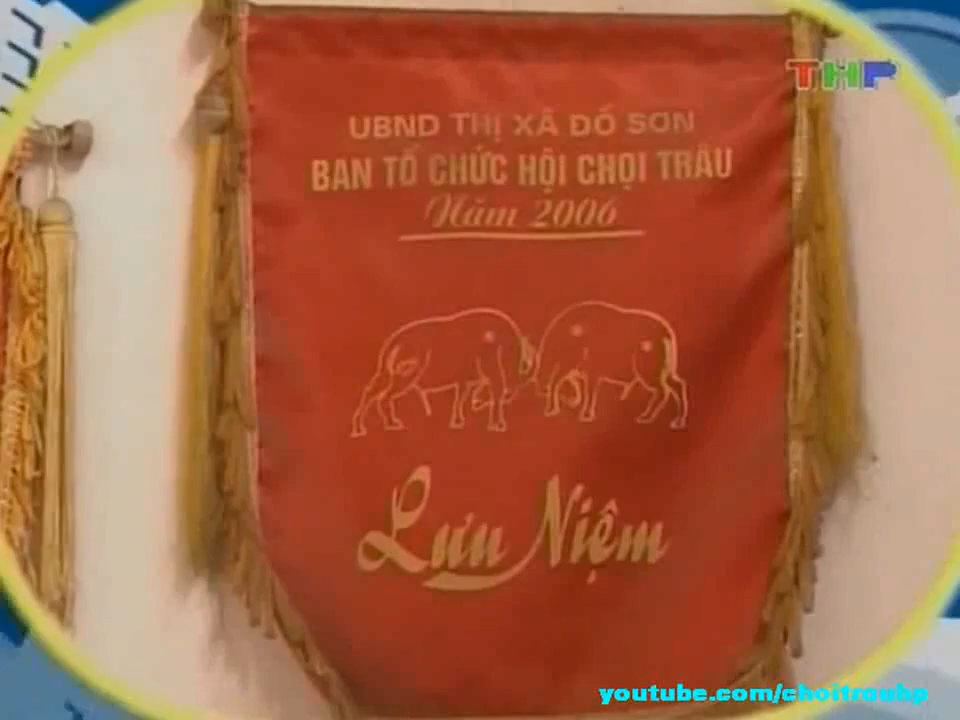 THP
UBND THỊ XÃ ĐỒ SƠN
BAN TỔ CHỨC HỘI CHỌI TRÂU
Năm 2006
Lưu Niệm
youtube.com/choitrauhp